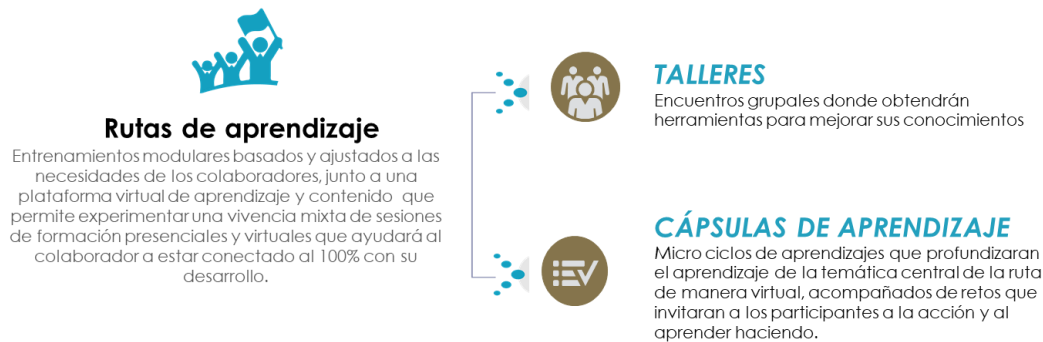 Rutas de aprendizaje
Entrenamientos modulares basados y ajustados a las
necesidades de los colaboradores, junto a una
plataforma virtual de aprendizaje y contenido que
permite experimentar una vivencia mixta de sesiones
de formación presenciales y virtuales que ayudará al
colaborador a estar conectado al 100% con su
desarrollo.
TALLERES
Encuentros grupales donde obtendrán
herramientas para mejorar sus conocimientos
CÁPSULAS DE APRENDIZAJE
Micro ciclos de aprendizajes que profundizaran
el aprendizaje de la temática central de la ruta
de manera virtual, acompañados de retos que
invitaran a los participantes a la acción y al
aprender haciendo.